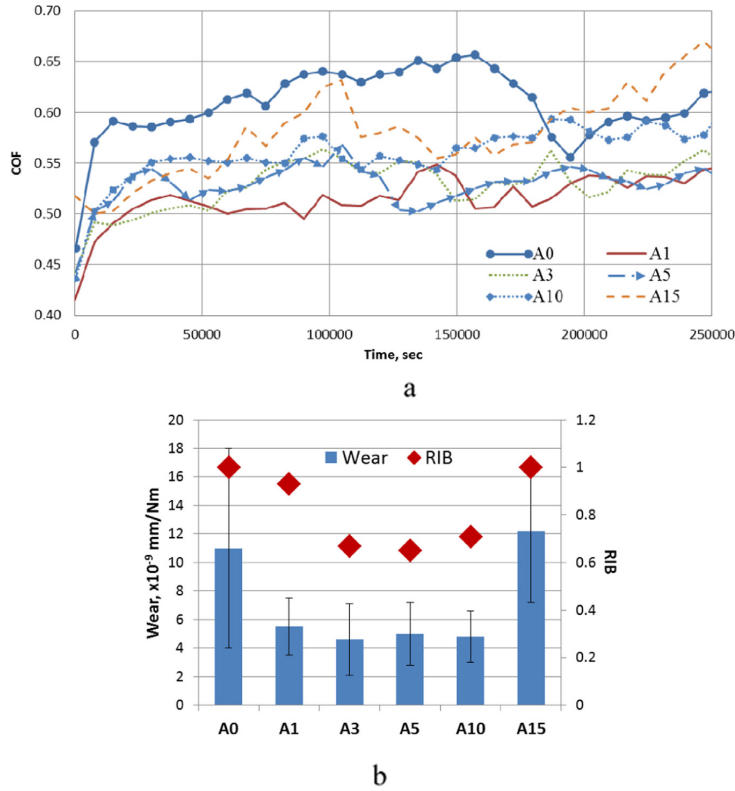 0.70
0.65
0.60
0.55
0.50
0.45
0.40
COF
A0 A1
A3 A5
A10 A15
0 50000 100000 150000 200000 250000
Time, sec
a
20
18
16
14
12
10
8
6
4
2
0
Wear, x10⁻⁹ mm/Nm
Wear RIB
1.2
1
0.8
0.6
0.4
0.2
0
RIB
A0 A1 A3 A5 A10 A15
b